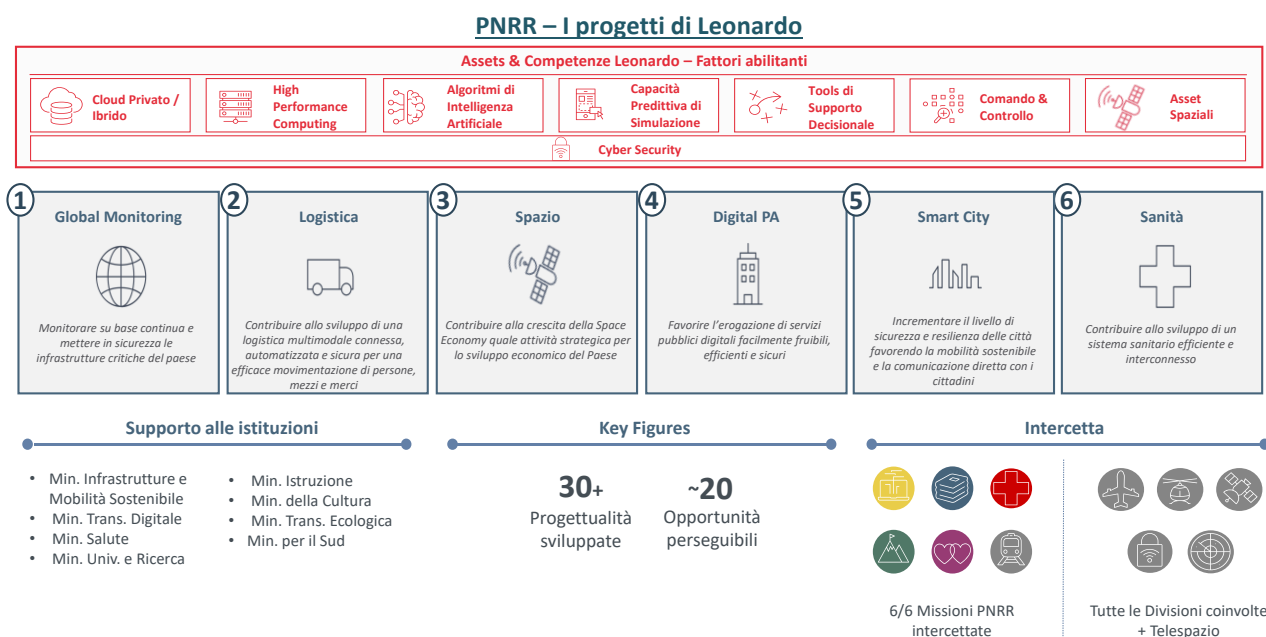 PNRR – I progetti di Leonardo
Assets & Competenze Leonardo – Fattori abilitanti
Cloud Privato /
Ibrido
High
Performance
Computing
Algoritmi di
Intelligenza
Artificiale
Capacità
Predittiva di
Simulazione
Tools di
Supporto
Decisionale
Comando &
Controllo
Asset
Spaziali
Cyber Security
1
Global Monitoring
Monitorare su base continua e
mettere in sicurezza le
infrastrutture critiche del paese
2
Logistica
Contribuire allo sviluppo di una
logistica multimodale connessa,
automatizzata e sicura per una
efficace movimentazione di persone,
mezzi e merci
3
Spazio
Contribuire alla crescita della Space
Economy quale attività strategica per
lo sviluppo economico del Paese
4
Digital PA
Favorire l’erogazione di servizi
pubblici digitali facilmente fruibili,
efficienti e sicuri
5
Smart City
Incrementare il livello di
sicurezza e resilienza delle città
favorendo la mobilità sostenibile
e la comunicazione diretta con i
cittadini
6
Sanità
Contribuire allo sviluppo di un
sistema sanitario efficiente e
interconnesso
Supporto alle istituzioni
• Min. Infrastrutture e
Mobilità Sostenibile
• Min. Trans. Digitale
• Min. Salute
• Min. Univ. e Ricerca
• Min. Istruzione
• Min. della Cultura
• Min. Trans. Ecologica
• Min. per il Sud
Key Figures
30+
Progettualità
sviluppate
~20
Opportunità
perseguibili
Intercetta
6/6 Missioni PNRR
intercettate
Tutte le Divisioni coinvolte
+ Telespazio